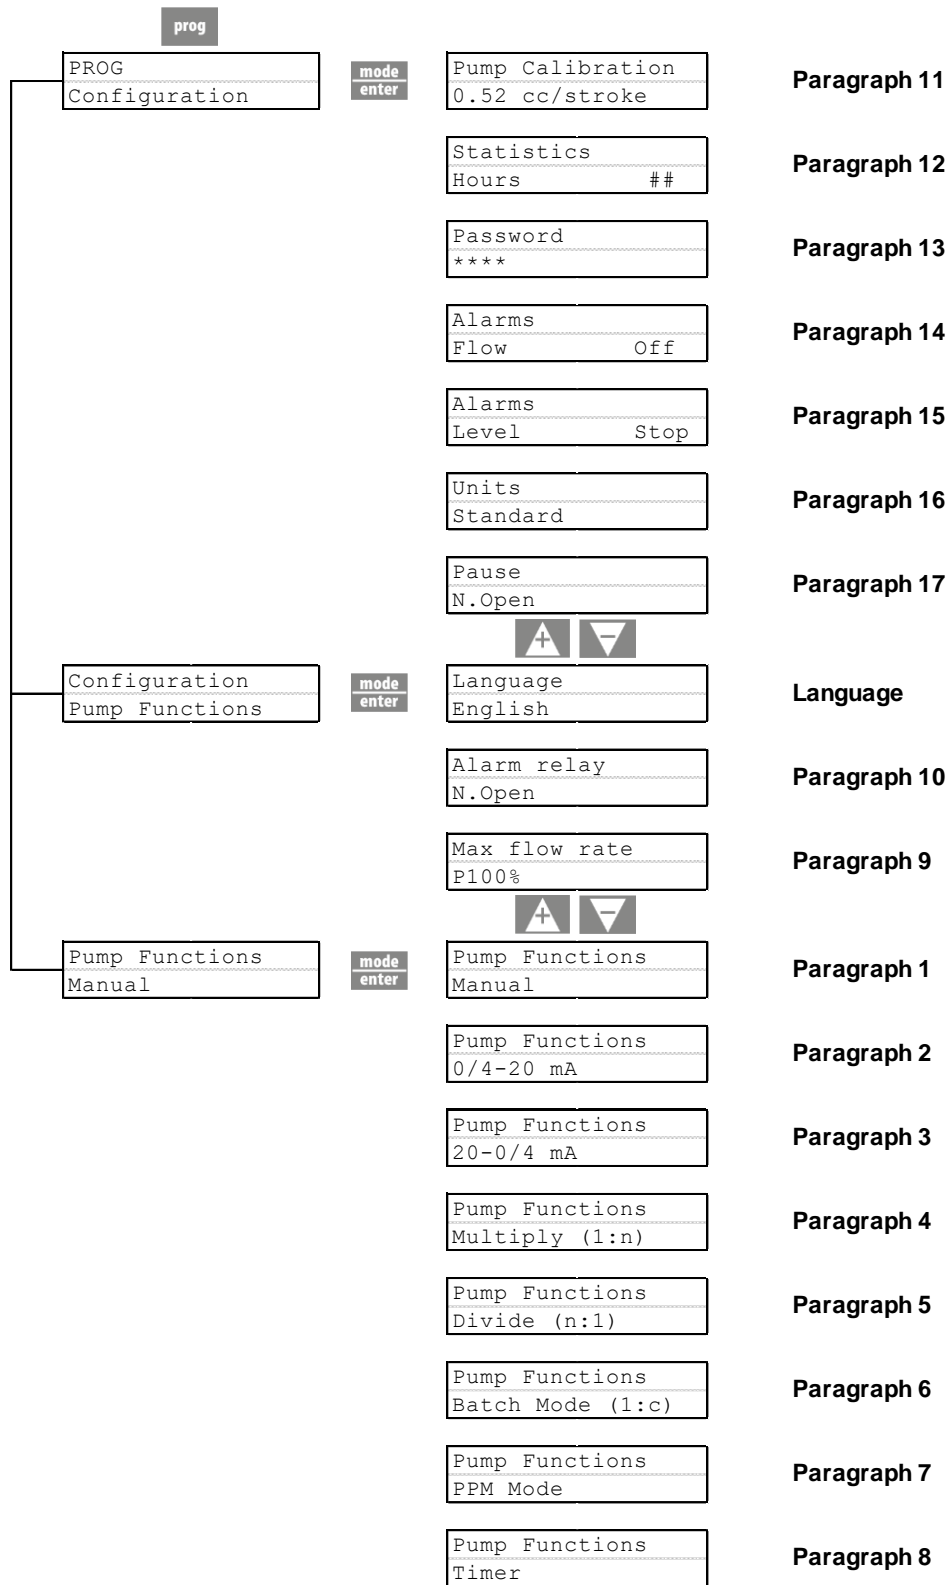 prog
PROG
Configuration
mode
enter
Pump Calibration
0.52 cc/stroke
Paragraph 11
Statistics
Hours ##
Paragraph 12
Password
****
Paragraph 13
Alarms
Flow Off
Paragraph 14
Alarms
Level Stop
Paragraph 15
Units
Standard
Paragraph 16
Pause
N.Open
Paragraph 17
+ −
Configuration
Pump Functions
mode
enter
Language
English
Language
Alarm relay
N.Open
Paragraph 10
Max flow rate
P100%
Paragraph 9
+ −
Pump Functions
Manual
mode
enter
Pump Functions
Manual
Paragraph 1
Pump Functions
0/4-20 mA
Paragraph 2
Pump Functions
20-0/4 mA
Paragraph 3
Pump Functions
Multiply (1:n)
Paragraph 4
Pump Functions
Divide (n:1)
Paragraph 5
Pump Functions
Batch Mode (1:c)
Paragraph 6
Pump Functions
PPM Mode
Paragraph 7
Pump Functions
Timer
Paragraph 8